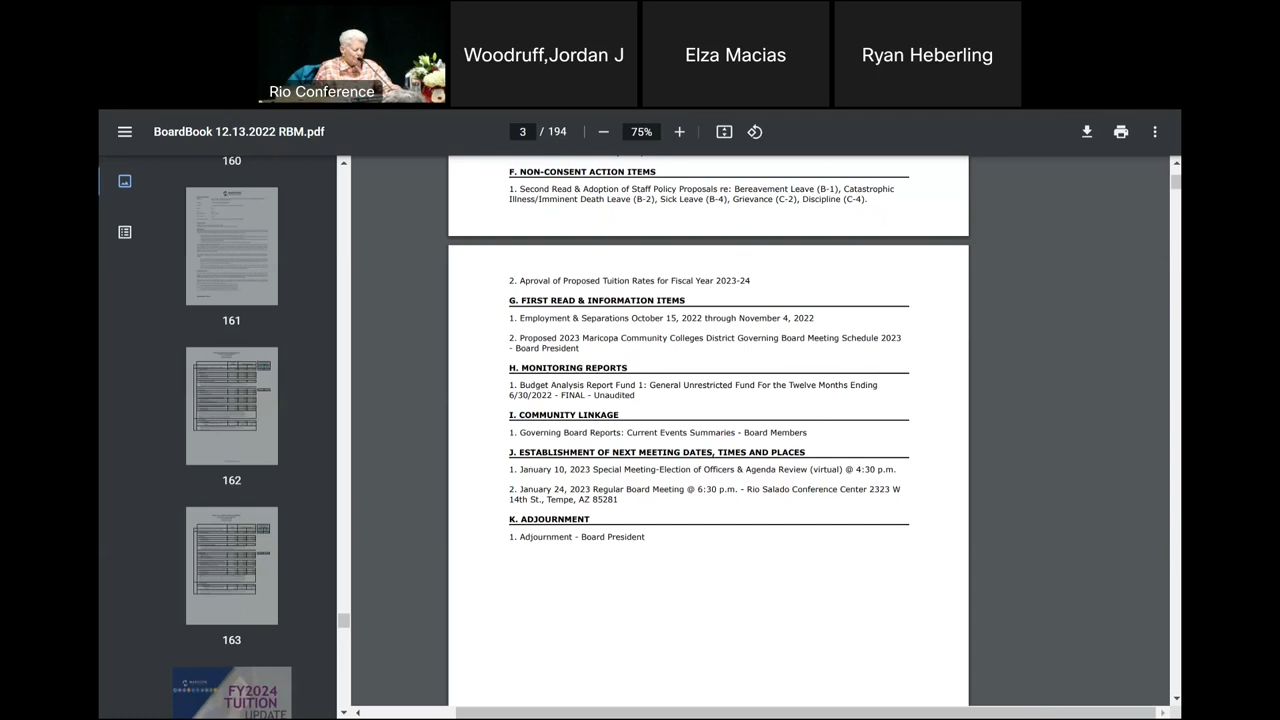 Rio Conference
Woodruff,Jordan J
Elza Macias
Ryan Heberling
BoardBook 12.13.2022 RBM.pdf
3 / 194
75%
160
161
162
163
FY2024
TUITION
UPDATE
F. NON-CONSENT ACTION ITEMS
1. Second Read & Adoption of Staff Policy Proposals re: Bereavement Leave (B-1), Catastrophic
Illness/Imminent Death Leave (B-2), Sick Leave (B-4), Grievance (C-2), Discipline (C-4).
2. Aproval of Proposed Tuition Rates for Fiscal Year 2023-24
G. FIRST READ & INFORMATION ITEMS
1. Employment & Separations October 15, 2022 through November 4, 2022
2. Proposed 2023 Maricopa Community Colleges District Governing Board Meeting Schedule 2023
- Board President
H. MONITORING REPORTS
1. Budget Analysis Report Fund 1: General Unrestricted Fund For the Twelve Months Ending
6/30/2022 - FINAL - Unaudited
I. COMMUNITY LINKAGE
1. Governing Board Reports: Current Events Summaries - Board Members
J. ESTABLISHMENT OF NEXT MEETING DATES, TIMES AND PLACES
1. January 10, 2023 Special Meeting-Election of Officers & Agenda Review (virtual) @ 4:30 p.m.
2. January 24, 2023 Regular Board Meeting @ 6:30 p.m. - Rio Salado Conference Center 2323 W
14th St., Tempe, AZ 85281
K. ADJOURNMENT
1. Adjournment - Board President